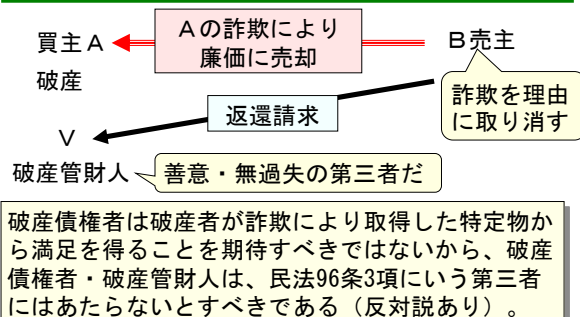 買主A
Aの詐欺により
廉価に売却
B売主
破産
詐欺を理由
に取り消す
返還請求
V
破産管財人
善意・無過失の第三者だ
破産債権者は破産者が詐欺により取得した特定物か
ら満足を得ることを期待すべきではないから、破産
債権者・破産管財人は、民法96条3項にいう第三者
にはあたらないとすべきである（反対説あり）。